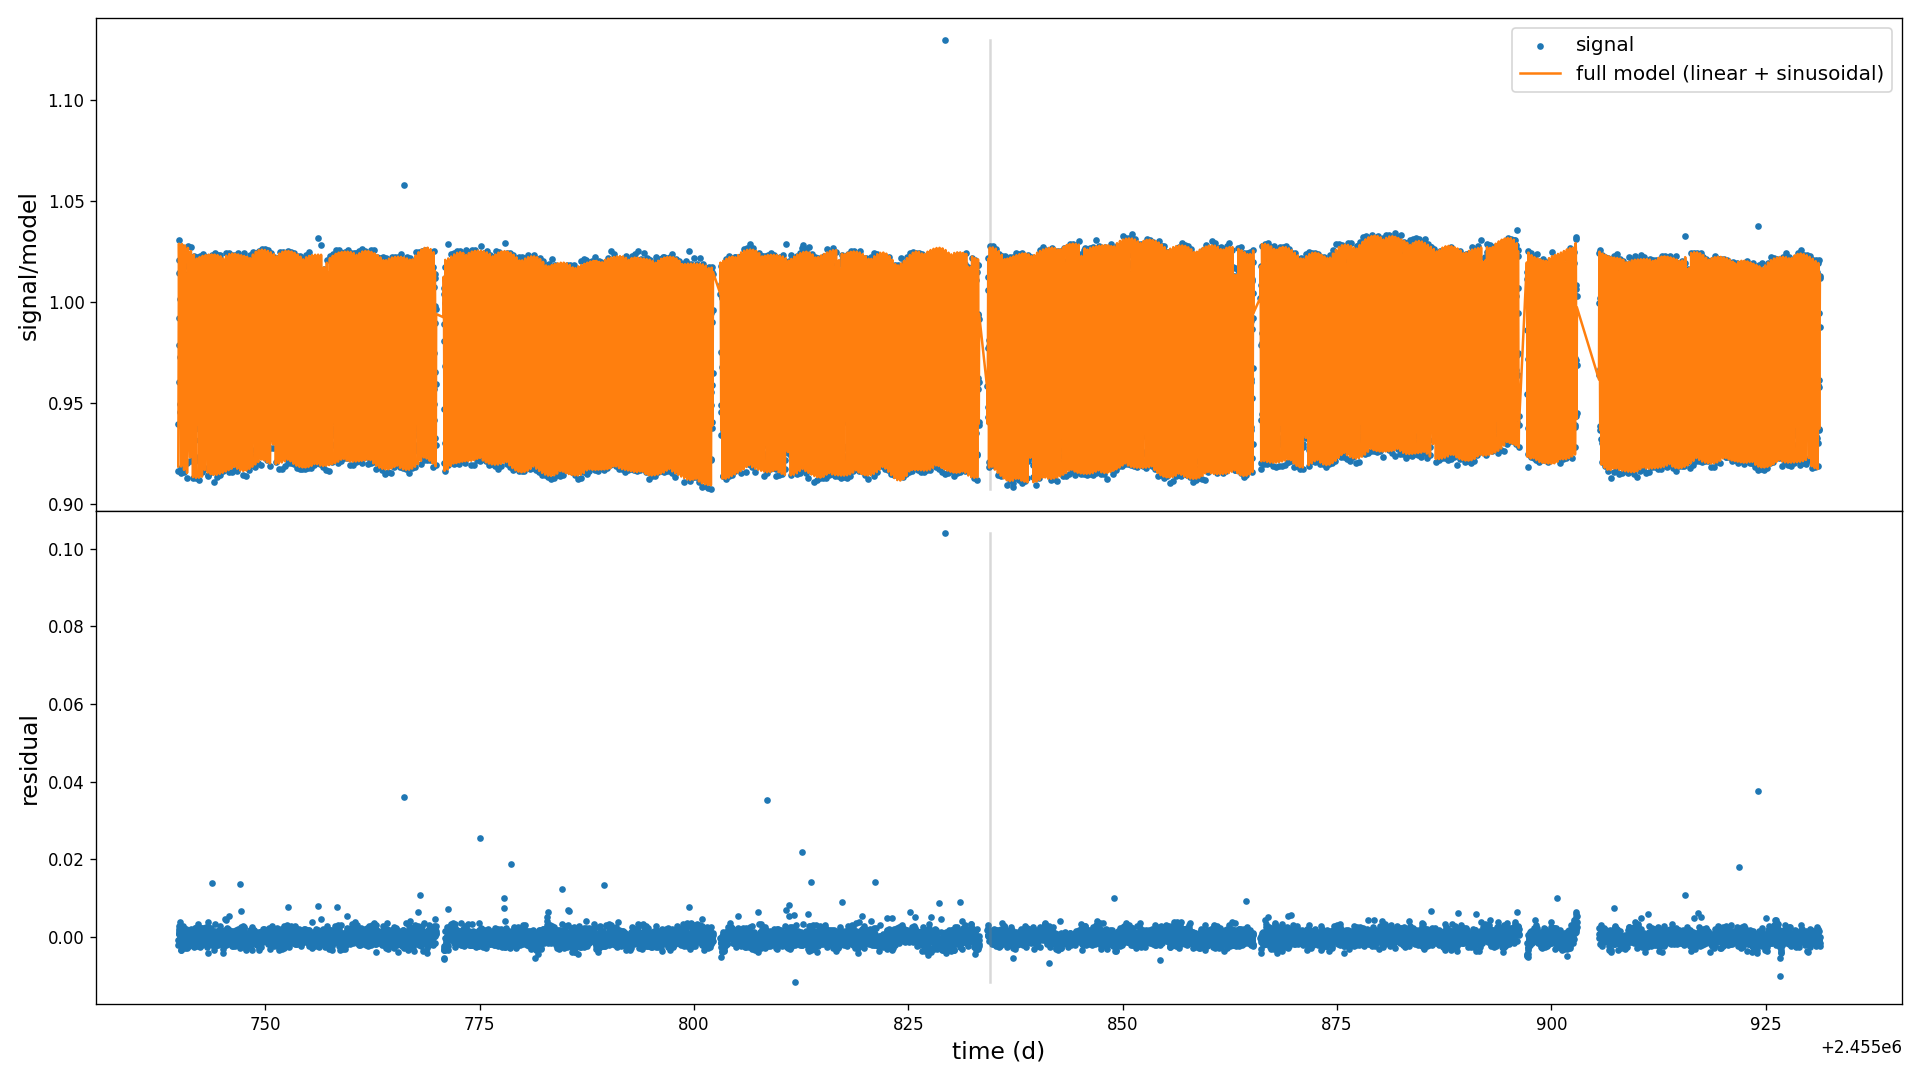 signal
full model (linear + sinusoidal)
signal/model
1.10
1.05
1.00
0.95
0.90
residual
0.10
0.08
0.06
0.04
0.02
0.00
750 775 800 825 850 875 900 925
time (d)
+2.455e6